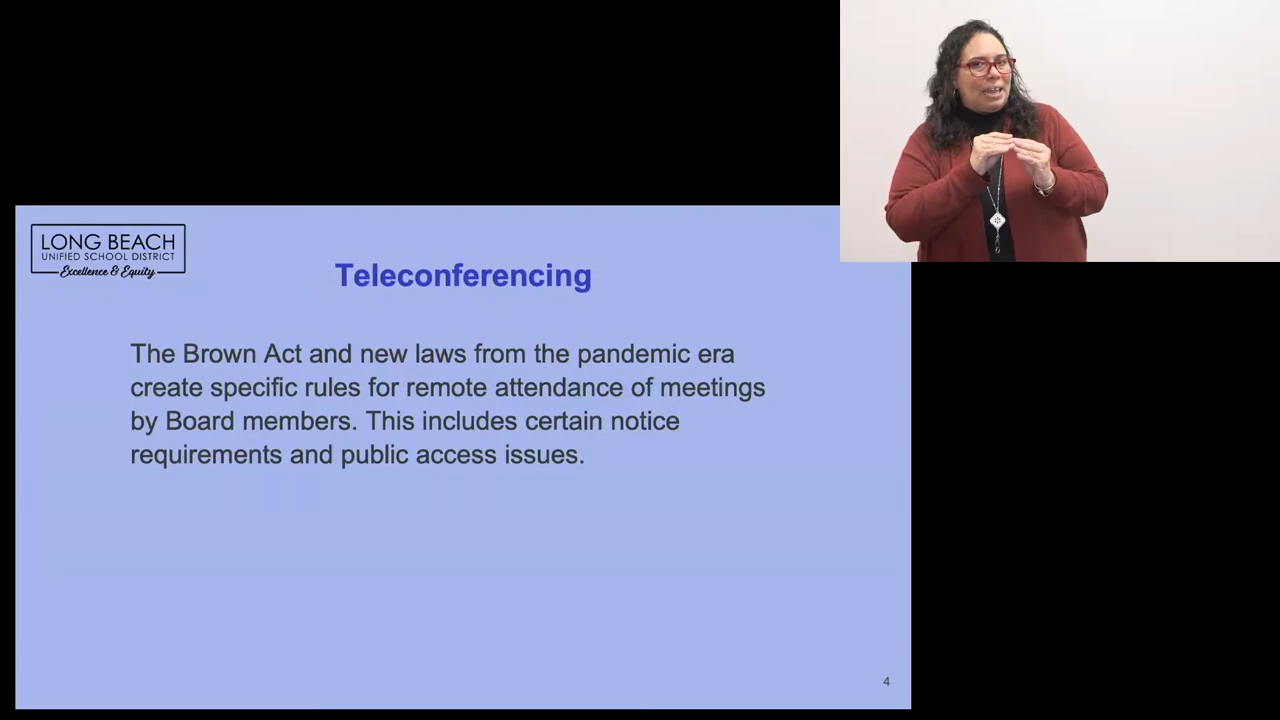 LONG BEACH
UNIFIED SCHOOL DISTRICT
Excellence & Equity
Teleconferencing
The Brown Act and new laws from the pandemic era
create specific rules for remote attendance of meetings
by Board members. This includes certain notice
requirements and public access issues.
4